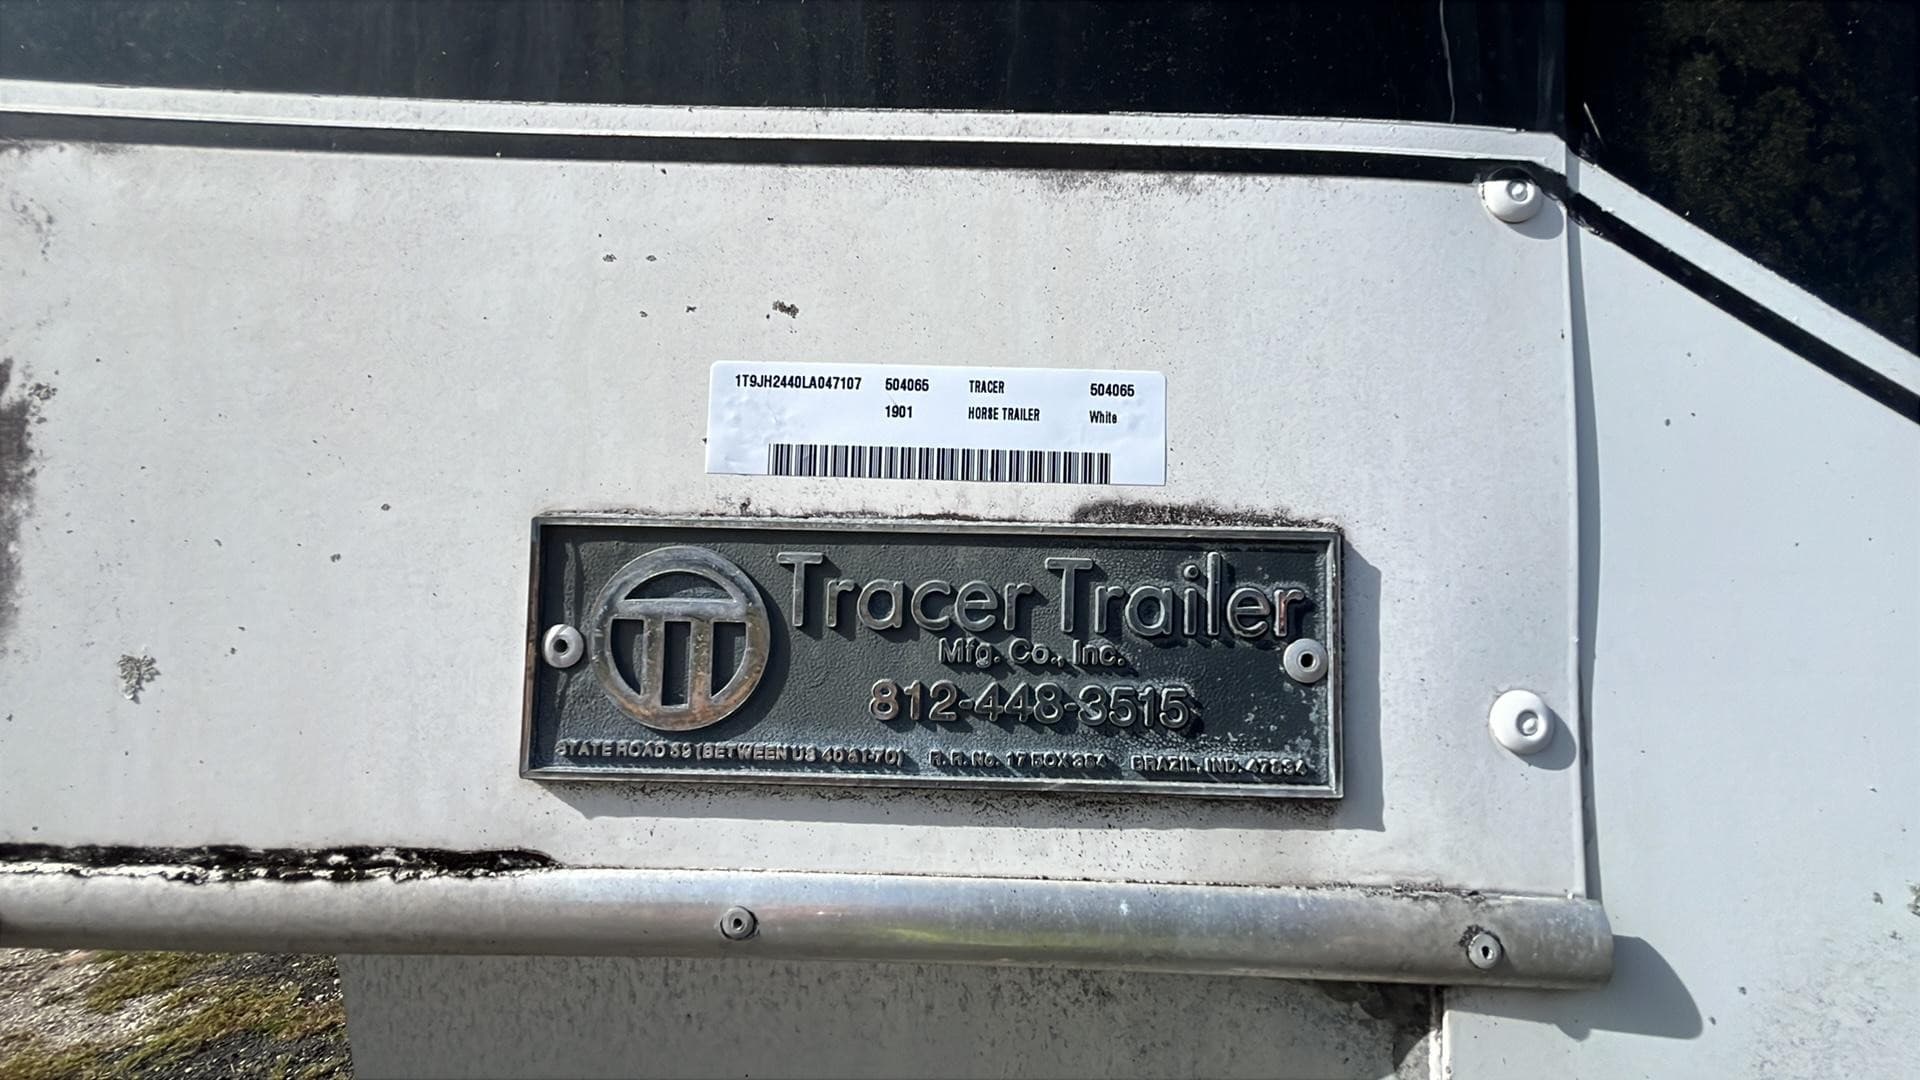 1T9JH2440LA047107 504065 TRACER 504065
1901 HORSE TRAILER White
Tracer Trailer
Mfg. Co., Inc.
812-448-3515
STATE ROAD 59 (BETWEEN US 40 & I-70) R.R. No. 17 BOX 384 BRAZIL, IND. 47834